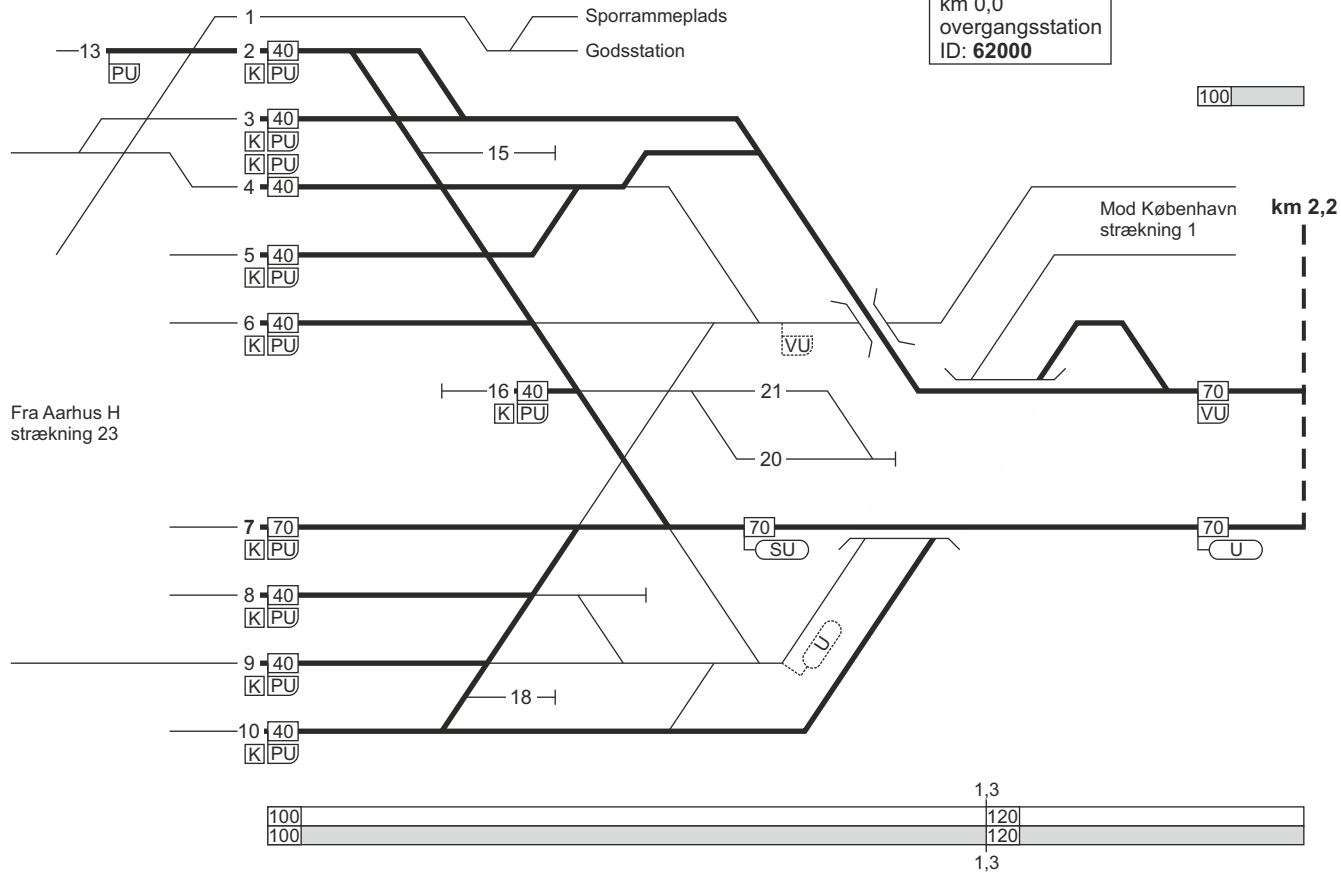 km 0,0
overgangsstation
ID: 62000
1
Sporrammeplads
Godsstation
13
PU
2 40
K PU
100
3 40
K PU
15
K PU
4 40
Mod København
strækning 1
km 2,2
5 40
K PU
6 40
K PU
VU
16 40
K PU
21
70
VU
Fra Aarhus H
strækning 23
20
7 70
K PU
70
SU
70
U
8 40
K PU
U
9 40
K PU
18
10 40
K PU
1,3
100 120
100 120
1,3